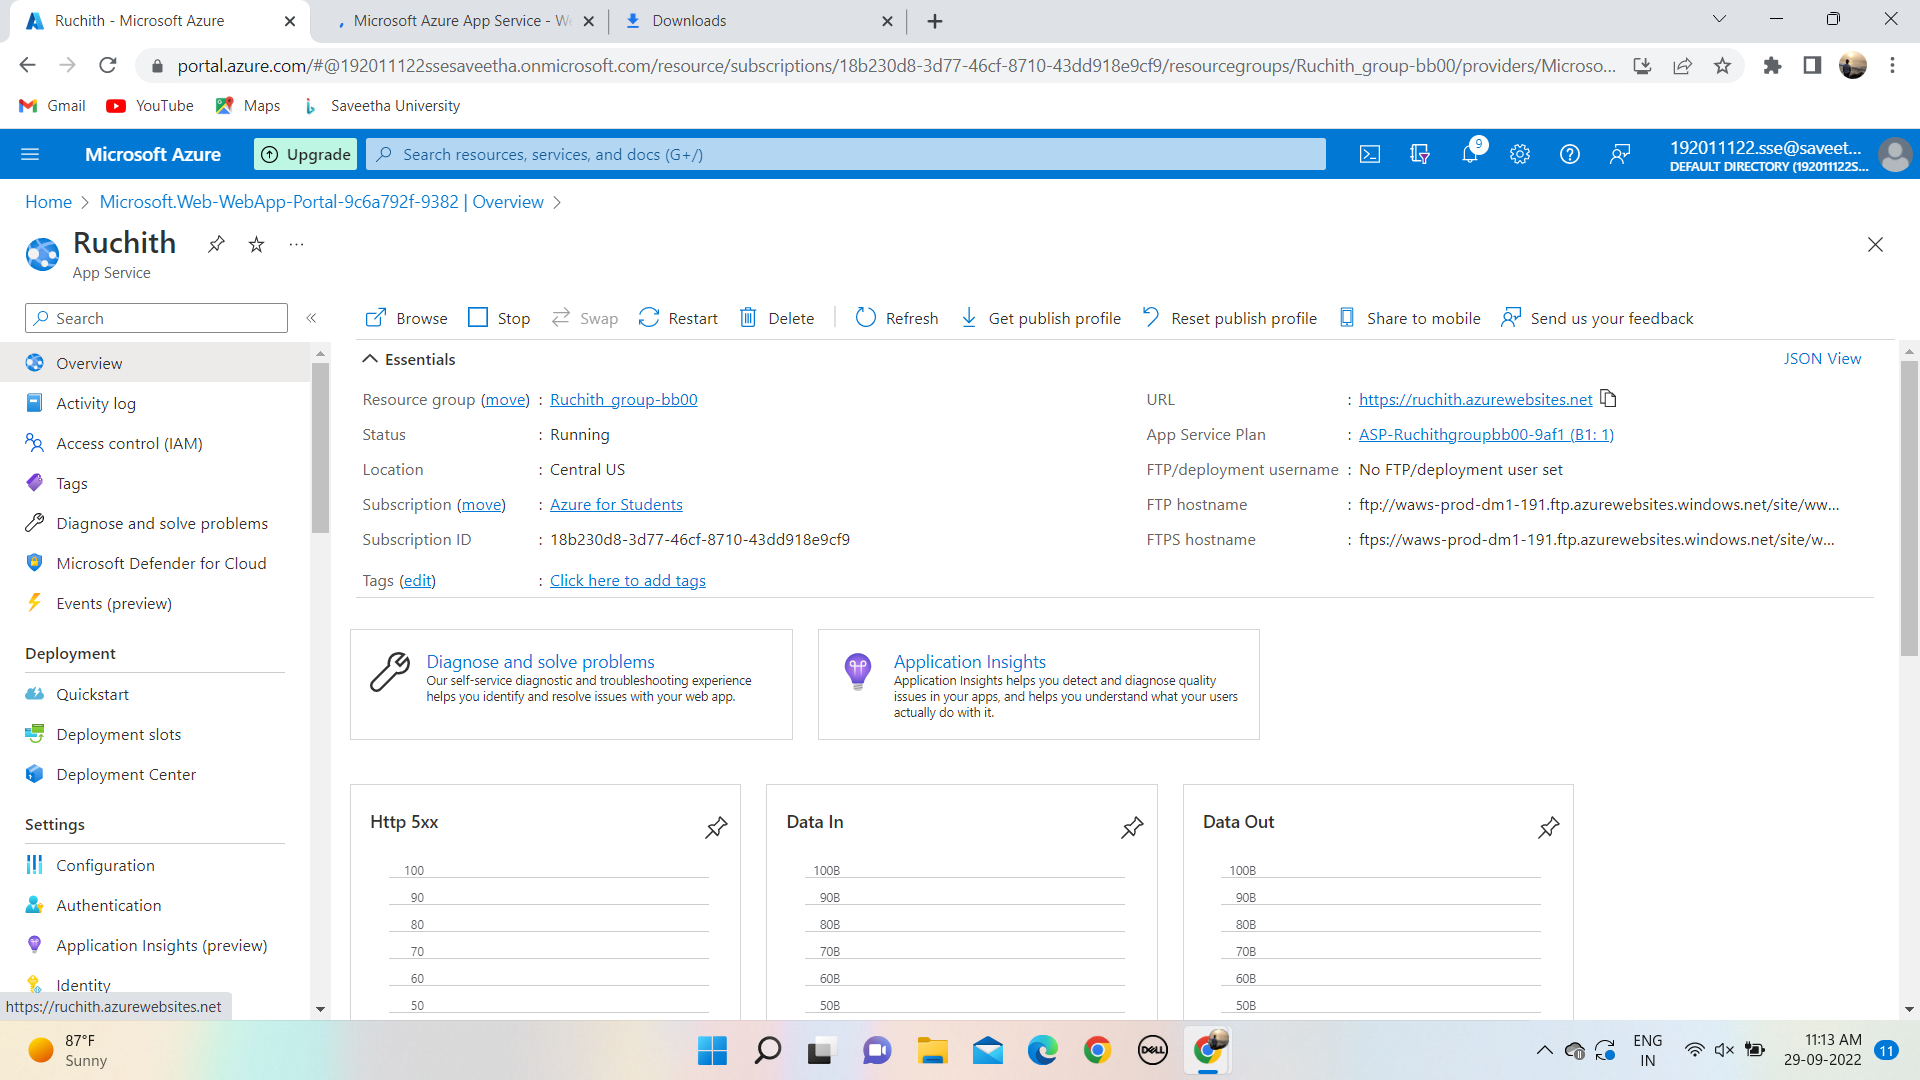 Ruchith - Microsoft Azure
Microsoft Azure App Service - W
Downloads
portal.azure.com/#@192011122ssesaveetha.onmicrosoft.com/resource/subscriptions/18b230d8-3d77-46cf-8710-43dd918e9cf9/resourcegroups/Ruchith_group-bb00/providers/Microso...
Gmail
YouTube
Maps
Saveetha University
Microsoft Azure
Upgrade
Search resources, services, and docs (G+/)
9
192011122.sse@saveet...
DEFAULT DIRECTORY (192011122S...
Home > Microsoft.Web-WebApp-Portal-9c6a792f-9382 | Overview >
Ruchith
App Service
Search
Overview
Activity log
Access control (IAM)
Tags
Diagnose and solve problems
Microsoft Defender for Cloud
Events (preview)
Deployment
Quickstart
Deployment slots
Deployment Center
Settings
Configuration
Authentication
Application Insights (preview)
Identity
https://ruchith.azurewebsites.net
Browse
Stop
Swap
Restart
Delete
Refresh
Get publish profile
Reset publish profile
Share to mobile
Send us your feedback
Essentials
JSON View
Resource group (move) : Ruchith_group-bb00
Status : Running
Location : Central US
Subscription (move) : Azure for Students
Subscription ID : 18b230d8-3d77-46cf-8710-43dd918e9cf9
Tags (edit) : Click here to add tags
URL : https://ruchith.azurewebsites.net
App Service Plan : ASP-Ruchithgroupbb00-9af1 (B1: 1)
FTP/deployment username : No FTP/deployment user set
FTP hostname : ftp://waws-prod-dm1-191.ftp.azurewebsites.windows.net/site/ww...
FTPS hostname : ftps://waws-prod-dm1-191.ftp.azurewebsites.windows.net/site/w...
Diagnose and solve problems
Our self-service diagnostic and troubleshooting experience
helps you identify and resolve issues with your web app.
Application Insights
Application Insights helps you detect and diagnose quality
issues in your apps, and helps you understand what your users
actually do with it.
Http 5xx
100
90
80
70
60
50
Data In
100B
90B
80B
70B
60B
50B
Data Out
100B
90B
80B
70B
60B
50B
87°F
Sunny
DELL
ENG
IN
11:13 AM
29-09-2022
11